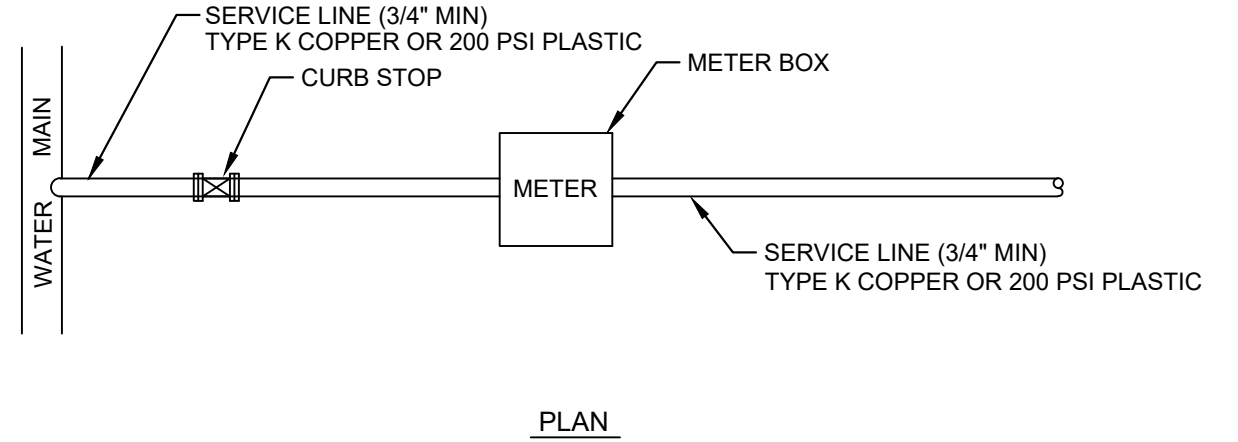 SERVICE LINE (3/4" MIN)
TYPE K COPPER OR 200 PSI PLASTIC
CURB STOP
METER BOX
WATER MAIN
METER
SERVICE LINE (3/4" MIN)
TYPE K COPPER OR 200 PSI PLASTIC
PLAN